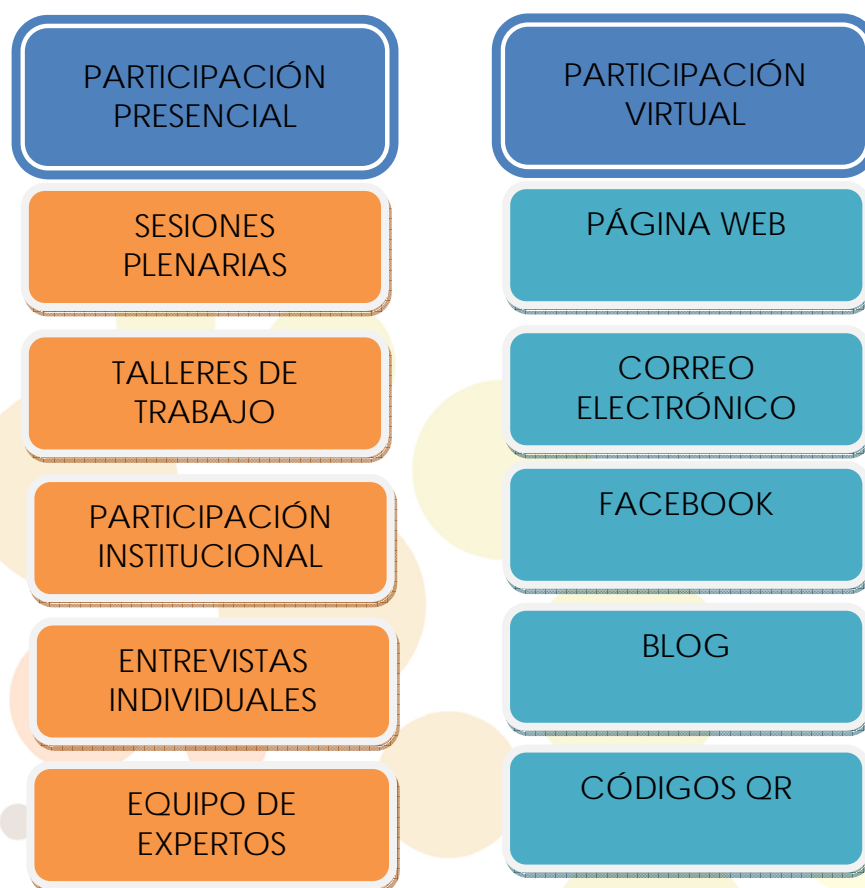 PARTICIPACIÓN
PRESENCIAL
SESIONES
PLENARIAS
TALLERES DE
TRABAJO
PARTICIPACIÓN
INSTITUCIONAL
ENTREVISTAS
INDIVIDUALES
EQUIPO DE
EXPERTOS
PARTICIPACIÓN
VIRTUAL
PÁGINA WEB
CORREO
ELECTRÓNICO
FACEBOOK
BLOG
CÓDIGOS QR